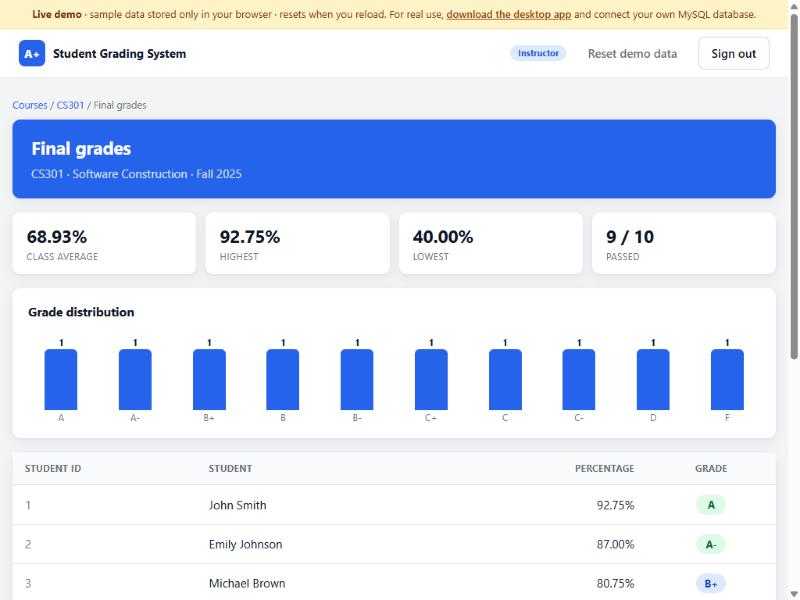 Live demo · sample data stored only in your browser · resets when you reload. For real use, download the desktop app and connect your own MySQL database.
A+ Student Grading System Instructor Reset demo data Sign out
Courses / CS301 / Final grades
Final grades
CS301 · Software Construction · Fall 2025
68.93% 92.75% 40.00% 9 / 10
CLASS AVERAGE HIGHEST LOWEST PASSED
Grade distribution
1 1 1 1 1 1 1 1 1 1
A A- B+ B B- C+ C C- D F
STUDENT ID STUDENT PERCENTAGE GRADE
1 John Smith 92.75% A
2 Emily Johnson 87.00% A-
3 Michael Brown 80.75% B+